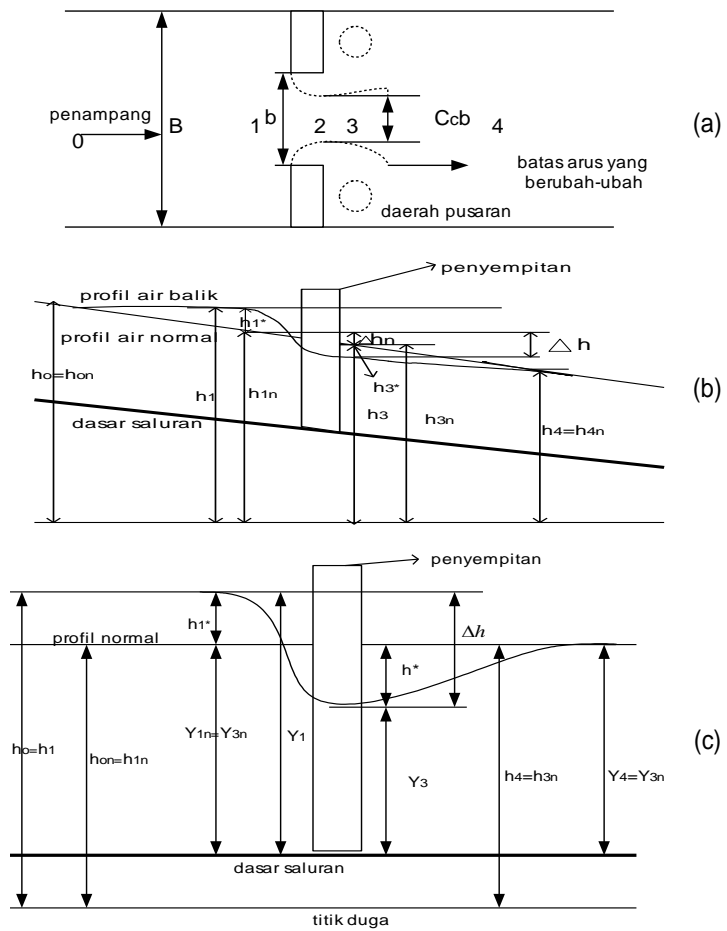 penampang
0
B
1
b
2
3
Ccb
4
(a)
batas arus yang
berubah-ubah
daerah pusaran
penyempitan
profil air balik
h1*
profil air normal
△hn
△ h
ho=hon
h1
h1n
h3*
h3
h3n
h4=h4n
dasar saluran
(b)
penyempitan
profil normal
h1*
Δh
h*
ho=h1
hon=h1n
Y1n=Y3n
Y1
Y3
h4=h3n
Y4=Y3n
(c)
dasar saluran
titik duga